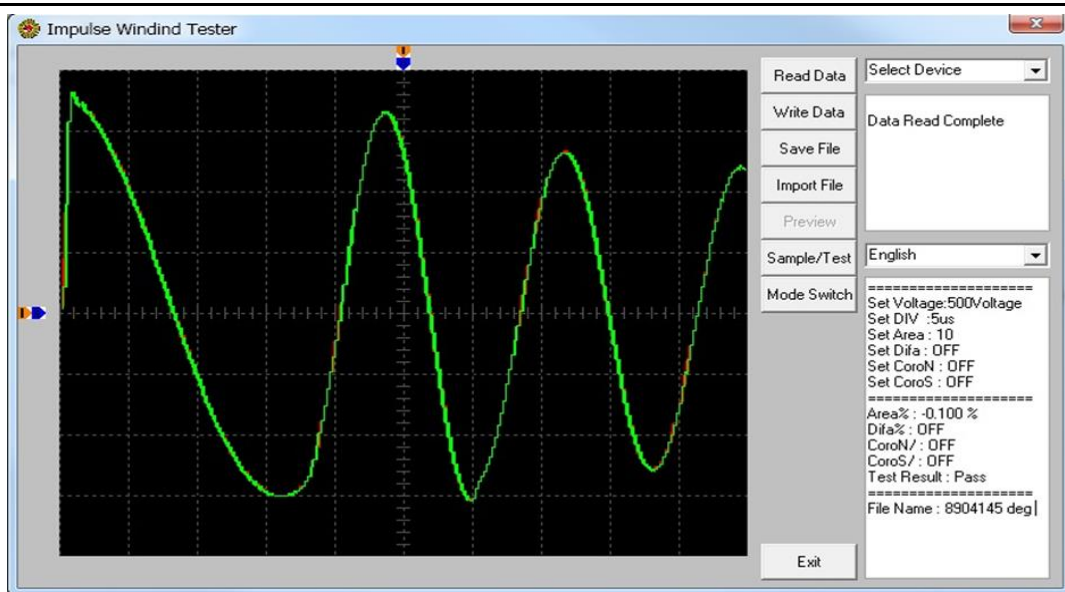 Impulse Windind Tester
Read Data
Select Device
Write Data
Data Read Complete
Save File
Import File
Preview
Sample/Test
English
Mode Switch
====================
Set Voltage:500Voltage
Set DIV :5us
Set Area : 10
Set Difa : OFF
Set CoroN : OFF
Set CoroS : OFF
====================
Area% : -0.100 %
Difa% : OFF
CoroN/ : OFF
CoroS/ : OFF
Test Result : Pass
====================
File Name : 8904145 deg
Exit